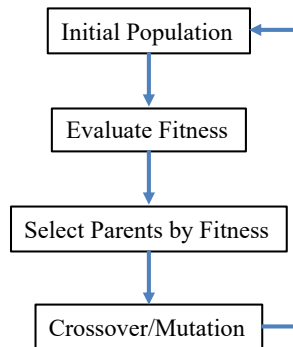 Initial Population
Evaluate Fitness
Select Parents by Fitness
Crossover/Mutation